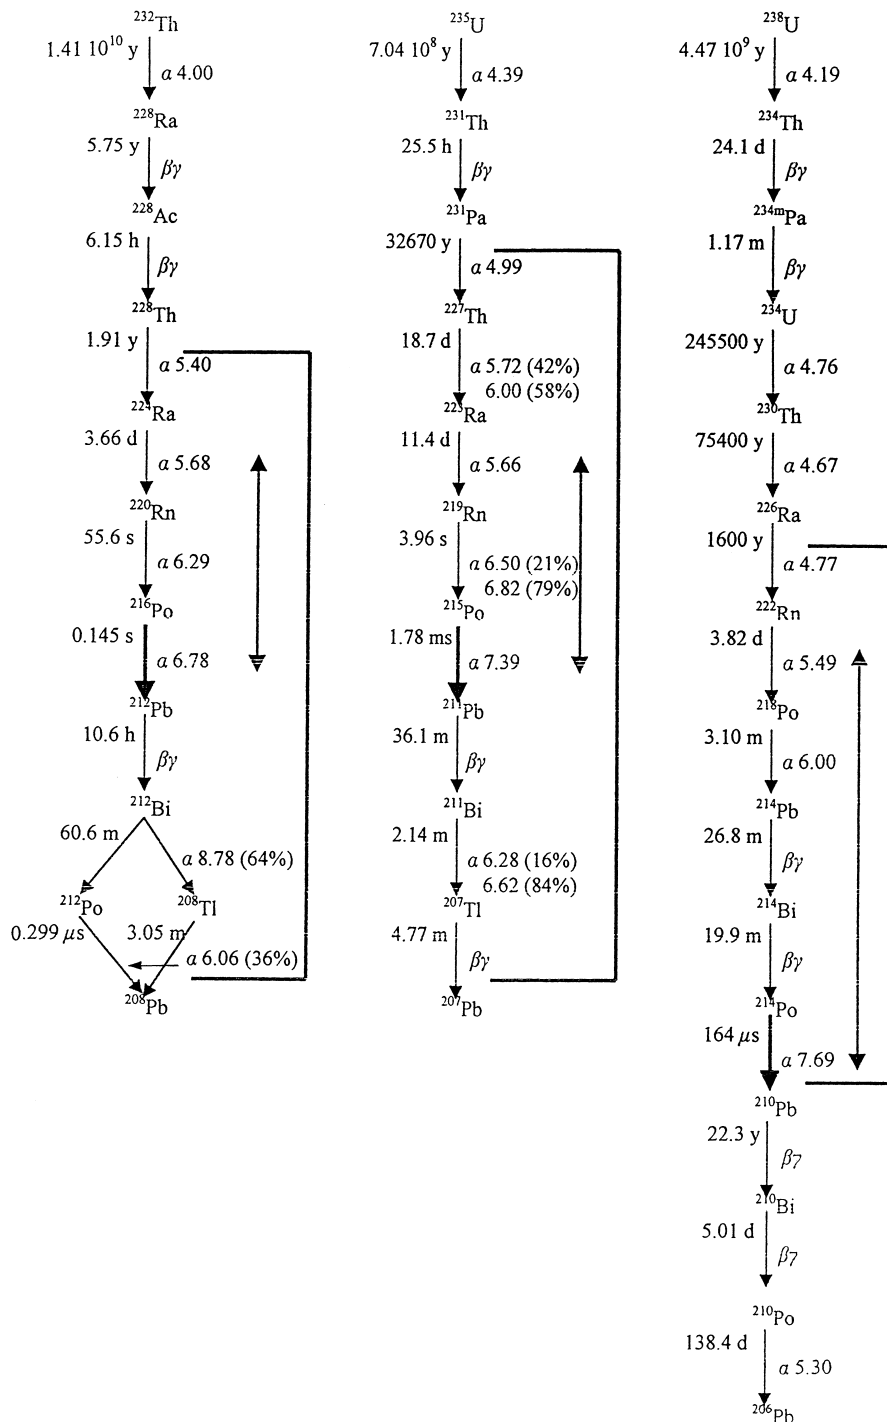 ²³²Th
1.41 10¹⁰ y
α 4.00
²²⁸Ra
5.75 y
βγ
²²⁸Ac
6.15 h
βγ
²²⁸Th
1.91 y
α 5.40
²²⁴Ra
3.66 d
α 5.68
²²⁰Rn
55.6 s
α 6.29
²¹⁶Po
0.145 s
α 6.78
²¹²Pb
10.6 h
βγ
²¹²Bi
60.6 m
α 8.78 (64%)
²¹²Po
²⁰⁸Tl
0.299 μs
3.05 m
α 6.06 (36%)
²⁰⁸Pb
²³⁵U
7.04 10⁸ y
α 4.39
²³¹Th
25.5 h
βγ
²³¹Pa
32670 y
α 4.99
²²⁷Th
18.7 d
α 5.72 (42%)
6.00 (58%)
²²³Ra
11.4 d
α 5.66
²¹⁹Rn
3.96 s
α 6.50 (21%)
6.82 (79%)
²¹⁵Po
1.78 ms
α 7.39
²¹¹Pb
36.1 m
βγ
²¹¹Bi
2.14 m
α 6.28 (16%)
6.62 (84%)
²⁰⁷Tl
4.77 m
βγ
²⁰⁷Pb
²³⁸U
4.47 10⁹ y
α 4.19
²³⁴Th
24.1 d
βγ
²³⁴ᵐPa
1.17 m
βγ
²³⁴U
245500 y
α 4.76
²³⁰Th
75400 y
α 4.67
²²⁶Ra
1600 y
α 4.77
²²²Rn
3.82 d
α 5.49
²¹⁸Po
3.10 m
α 6.00
²¹⁴Pb
26.8 m
βγ
²¹⁴Bi
19.9 m
βγ
²¹⁴Po
164 μs
α 7.69
²¹⁰Pb
22.3 y
β7
²¹⁰Bi
5.01 d
β7
²¹⁰Po
138.4 d
α 5.30
²⁰⁶Pb